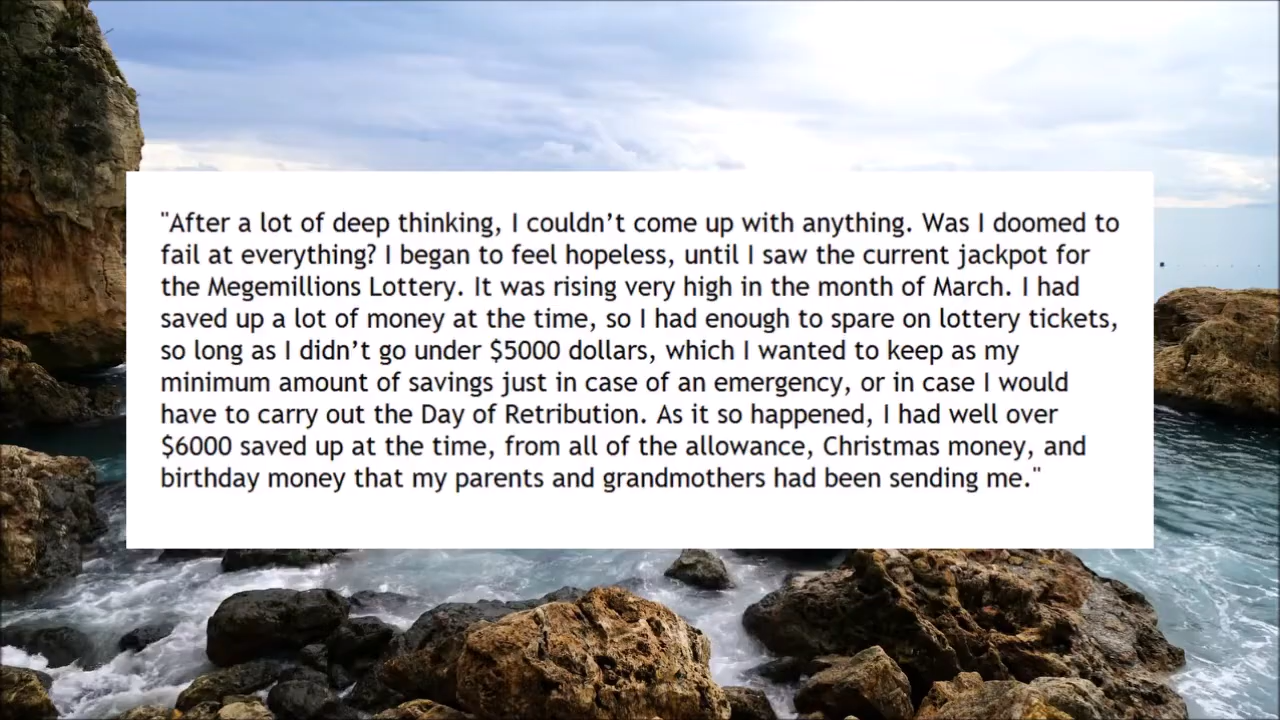 "After a lot of deep thinking, I couldn’t come up with anything. Was I doomed to
fail at everything? I began to feel hopeless, until I saw the current jackpot for
the Megemillions Lottery. It was rising very high in the month of March. I had
saved up a lot of money at the time, so I had enough to spare on lottery tickets,
so long as I didn’t go under $5000 dollars, which I wanted to keep as my
minimum amount of savings just in case of an emergency, or in case I would
have to carry out the Day of Retribution. As it so happened, I had well over
$6000 saved up at the time, from all of the allowance, Christmas money, and
birthday money that my parents and grandmothers had been sending me."